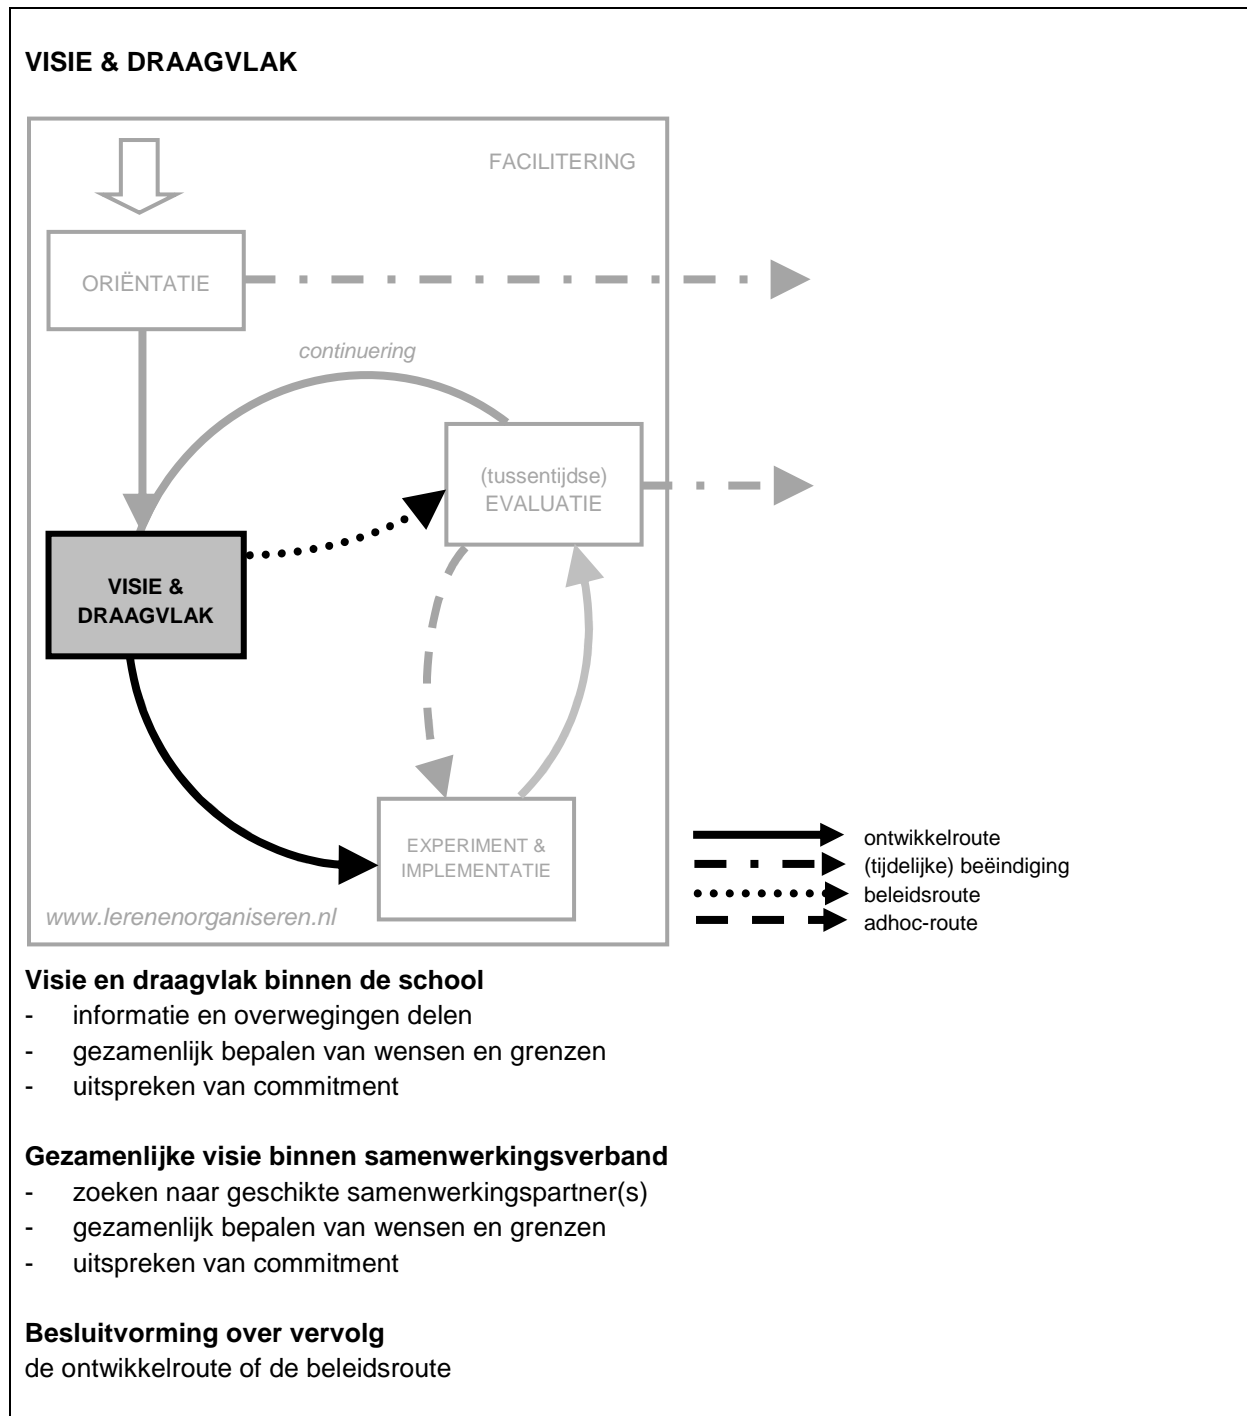 VISIE & DRAAGVLAK
FACILITERING
ORIËNTATIE
continuering
(tussentijdse)
EVALUATIE
VISIE &
DRAAGVLAK
EXPERIMENT &
IMPLEMENTATIE
www.lerenenorganiseren.nl
ontwikkelroute
(tijdelijke) beëindiging
beleidsroute
adhoc-route
Visie en draagvlak binnen de school
- informatie en overwegingen delen
- gezamenlijk bepalen van wensen en grenzen
- uitspreken van commitment
Gezamenlijke visie binnen samenwerkingsverband
- zoeken naar geschikte samenwerkingspartner(s)
- gezamenlijk bepalen van wensen en grenzen
- uitspreken van commitment
Besluitvorming over vervolg
de ontwikkelroute of de beleidsroute